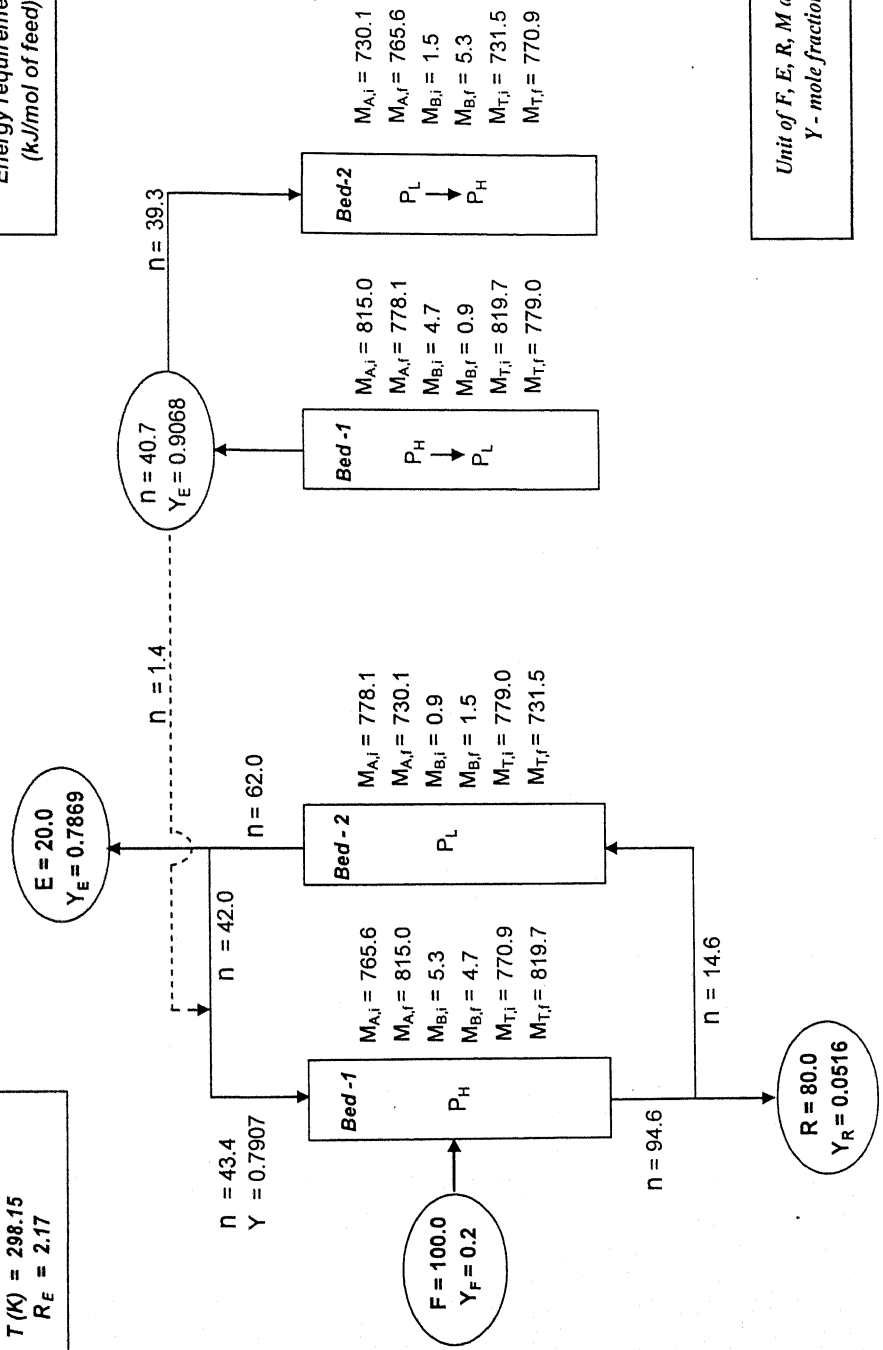 T (K) = 298.15
R_E = 2.17
Energy requireme
(kJ/mol of feed)
E = 20.0
Y_E = 0.7869
n = 1.4
n = 40.7
Y_E = 0.9068
n = 39.3
n = 43.4
Y = 0.7907
n = 42.0
n = 62.0
F = 100.0
Y_F = 0.2
Bed -1
P_H
M_A,i = 765.6
M_A,f = 815.0
M_B,i = 5.3
M_B,f = 4.7
M_T,i = 770.9
M_T,f = 819.7
Bed - 2
P_L
M_A,i = 778.1
M_A,f = 730.1
M_B,i = 0.9
M_B,f = 1.5
M_T,i = 779.0
M_T,f = 731.5
Bed -1
P_H
P_L
M_A,i = 815.0
M_A,f = 778.1
M_B,i = 4.7
M_B,f = 0.9
M_T,i = 819.7
M_T,f = 779.0
Bed-2
P_L
P_H
M_A,i = 730.1
M_A,f = 765.6
M_B,i = 1.5
M_B,f = 5.3
M_T,i = 731.5
M_T,f = 770.9
n = 94.6
n = 14.6
R = 80.0
Y_R = 0.0516
Unit of F, E, R, M
Y - mole fraction